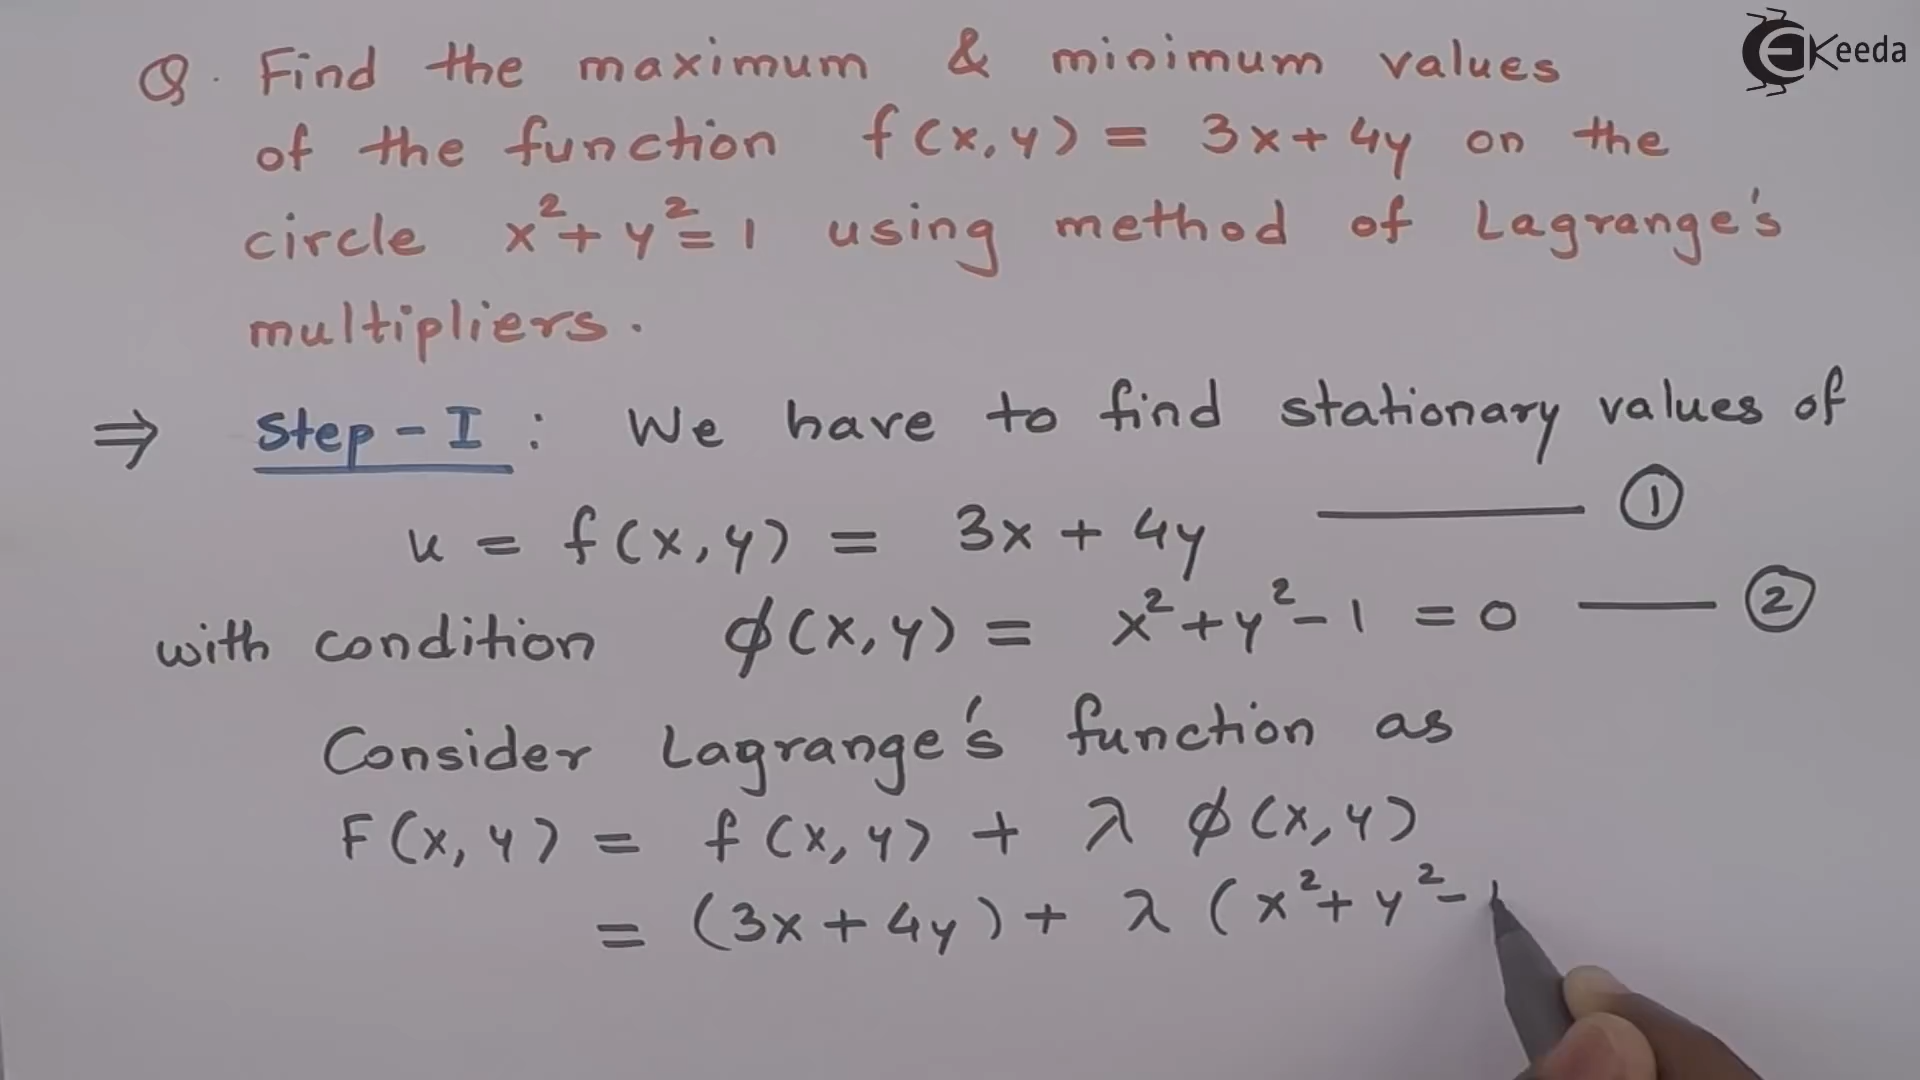 EKeeda
Q. Find the maximum & minimum values
of the function f(x,y) = 3x+4y on the
circle x²+y²=1 using method of Lagrange's
multipliers.
⇒ Step-I : We have to find stationary values of
u = f(x,y) = 3x + 4y —— ①
with condition ϕ(x,y) = x²+y²-1 = 0 —— ②
Consider Lagrange's function as
F(x,y) = f(x,y) + λ ϕ(x,y)
= (3x+4y) + λ (x²+y²-1